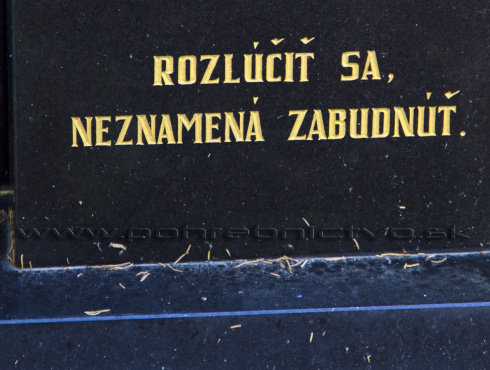 ROZLÚČIŤ SA,
NEZNAMENÁ ZABUDNÚŤ.
www.pohrebnictvo.sk